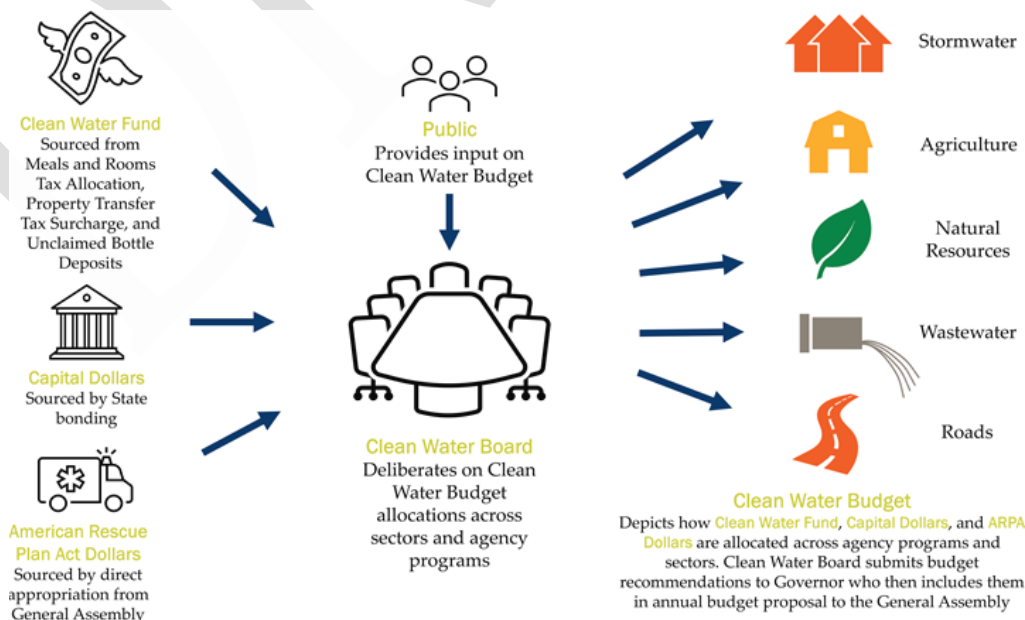 Clean Water Fund
Sourced from
Meals and Rooms
Tax Allocation,
Property Transfer
Tax Surcharge, and
Unclaimed Bottle
Deposits
Capital Dollars
Sourced by State
bonding
American Rescue
Plan Act Dollars
Sourced by direct
appropriation from
General Assembly
Public
Provides input on
Clean Water Budget
Clean Water Board
Deliberates on Clean
Water Budget
allocations across
sectors and agency
programs
Stormwater
Agriculture
Natural
Resources
Wastewater
Roads
Clean Water Budget
Depicts how Clean Water Fund, Capital Dollars, and ARPA
Dollars are allocated across agency programs and
sectors. Clean Water Board submits budget
recommendations to Governor who then includes them
in annual budget proposal to the General Assembly